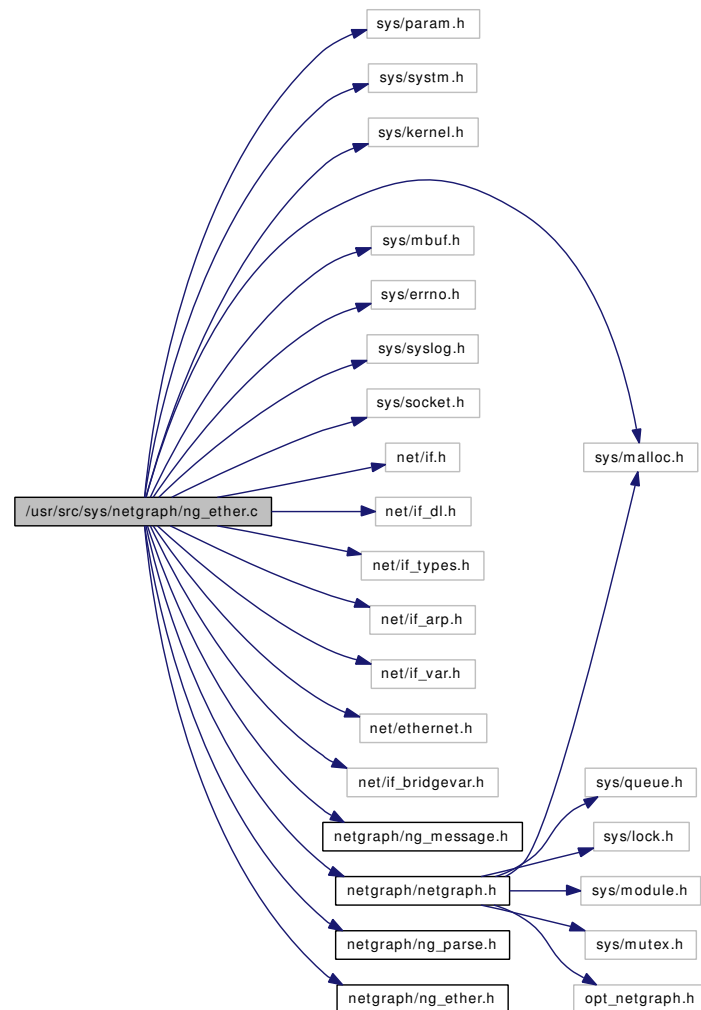 sys/param.h
sys/systm.h
sys/kernel.h
sys/mbuf.h
sys/errno.h
sys/syslog.h
sys/socket.h
net/if.h
sys/malloc.h
/usr/src/sys/netgraph/ng_ether.c
net/if_dl.h
net/if_types.h
net/if_arp.h
net/if_var.h
net/ethernet.h
net/if_bridgevar.h
sys/queue.h
netgraph/ng_message.h
sys/lock.h
netgraph/netgraph.h
sys/module.h
netgraph/ng_parse.h
sys/mutex.h
netgraph/ng_ether.h
opt_netgraph.h